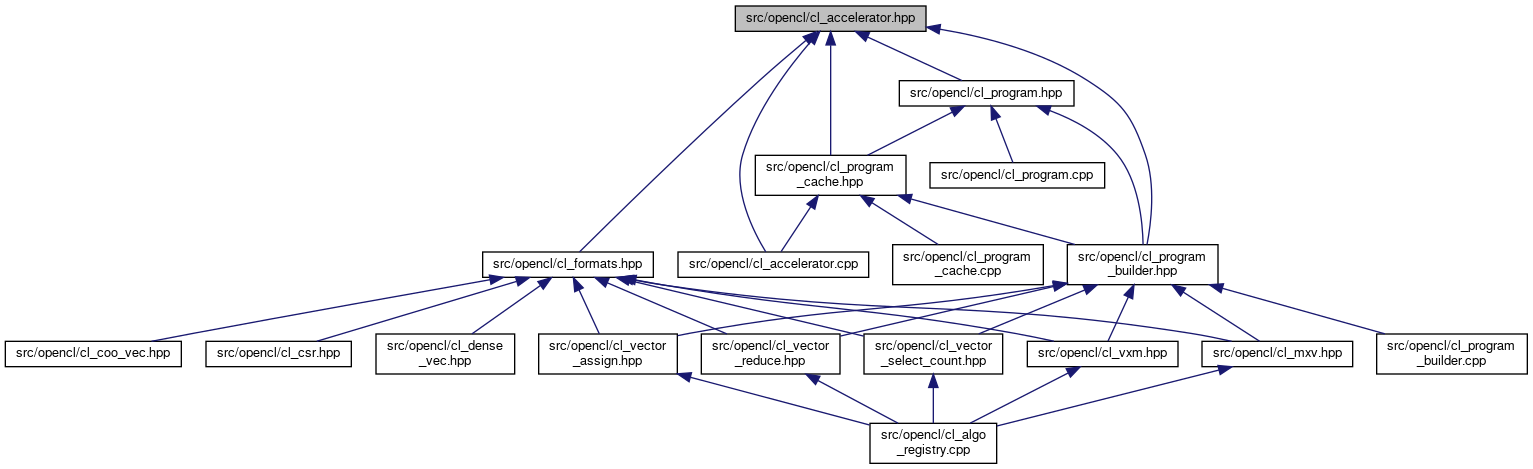 src/opencl/cl_accelerator.hpp
src/opencl/cl_program.hpp
src/opencl/cl_program
_cache.hpp
src/opencl/cl_program.cpp
src/opencl/cl_formats.hpp
src/opencl/cl_accelerator.cpp
src/opencl/cl_program
_cache.cpp
src/opencl/cl_program
_builder.hpp
src/opencl/cl_coo_vec.hpp
src/opencl/cl_csr.hpp
src/opencl/cl_dense
_vec.hpp
src/opencl/cl_vector
_assign.hpp
src/opencl/cl_vector
_reduce.hpp
src/opencl/cl_vector
_select_count.hpp
src/opencl/cl_vxm.hpp
src/opencl/cl_mxv.hpp
src/opencl/cl_program
_builder.cpp
src/opencl/cl_algo
_registry.cpp